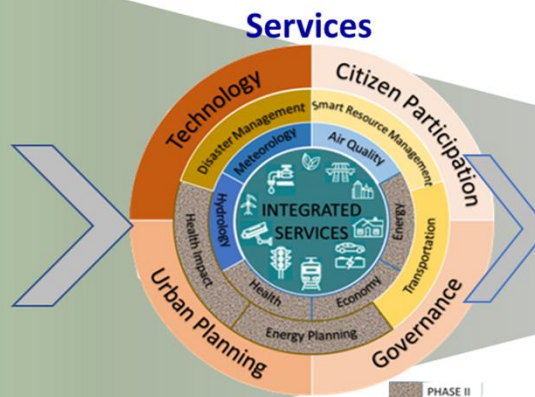 Services
Technology
Citizen Participation
Disaster Management
Smart Resource Management
Meteorology
Air Quality
Hydrology
INTEGRATED
SERVICES
Energy
Transportation
Health Impact
Health
Economy
Energy Planning
Urban Planning
Governance
PHASE II